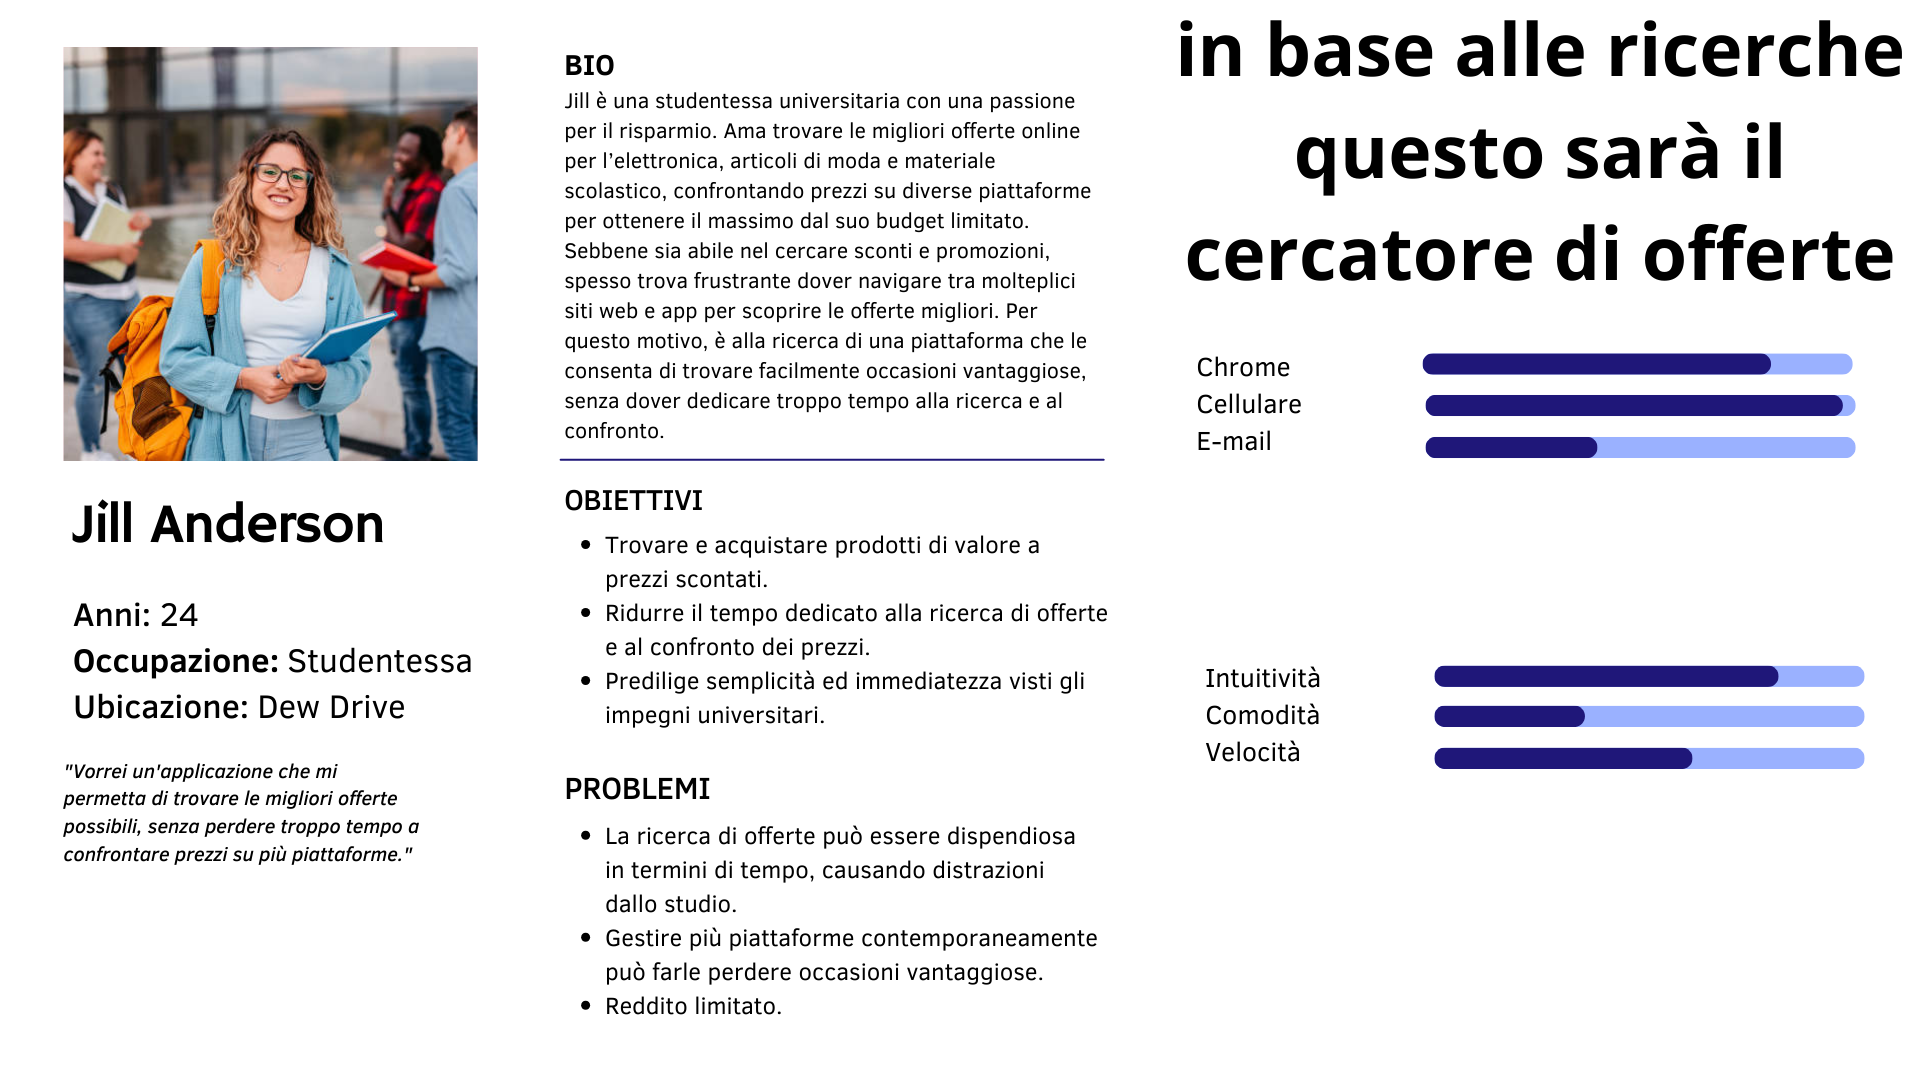 Jill Anderson
Anni: 24
Occupazione: Studentessa
Ubicazione: Dew Drive
"Vorrei un'applicazione che mi
permetta di trovare le migliori offerte
possibili, senza perdere troppo tempo a
confrontare prezzi su più piattaforme."
BIO
Jill è una studentessa universitaria con una passione
per il risparmio. Ama trovare le migliori offerte online
per l’elettronica, articoli di moda e materiale
scolastico, confrontando prezzi su diverse piattaforme
per ottenere il massimo dal suo budget limitato.
Sebbene sia abile nel cercare sconti e promozioni,
spesso trova frustrante dover navigare tra molteplici
siti web e app per scoprire le offerte migliori. Per
questo motivo, è alla ricerca di una piattaforma che le
consenta di trovare facilmente occasioni vantaggiose,
senza dover dedicare troppo tempo alla ricerca e al
confronto.
OBIETTIVI
• Trovare e acquistare prodotti di valore a
prezzi scontati.
• Ridurre il tempo dedicato alla ricerca di offerte
e al confronto dei prezzi.
• Predilige semplicità ed immediatezza visti gli
impegni universitari.
PROBLEMI
• La ricerca di offerte può essere dispendiosa
in termini di tempo, causando distrazioni
dallo studio.
• Gestire più piattaforme contemporaneamente
può farle perdere occasioni vantaggiose.
• Reddito limitato.
in base alle ricerche
questo sarà il
cercatore di offerte
Chrome
Cellulare
E-mail
Intuitività
Comodità
Velocità